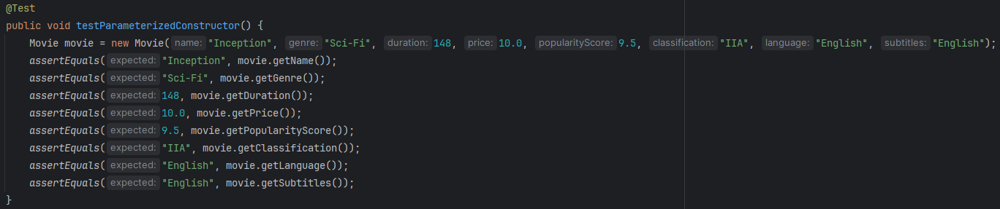 @Test
public void testParameterizedConstructor() {
    Movie movie = new Movie( name: "Inception", genre: "Sci-Fi", duration: 148, price: 10.0, popularityScore: 9.5, classification: "IIA", language: "English", subtitles: "English");
    assertEquals( expected: "Inception", movie.getName());
    assertEquals( expected: "Sci-Fi", movie.getGenre());
    assertEquals( expected: 148, movie.getDuration());
    assertEquals( expected: 10.0, movie.getPrice());
    assertEquals( expected: 9.5, movie.getPopularityScore());
    assertEquals( expected: "IIA", movie.getClassification());
    assertEquals( expected: "English", movie.getLanguage());
    assertEquals( expected: "English", movie.getSubtitles());
}